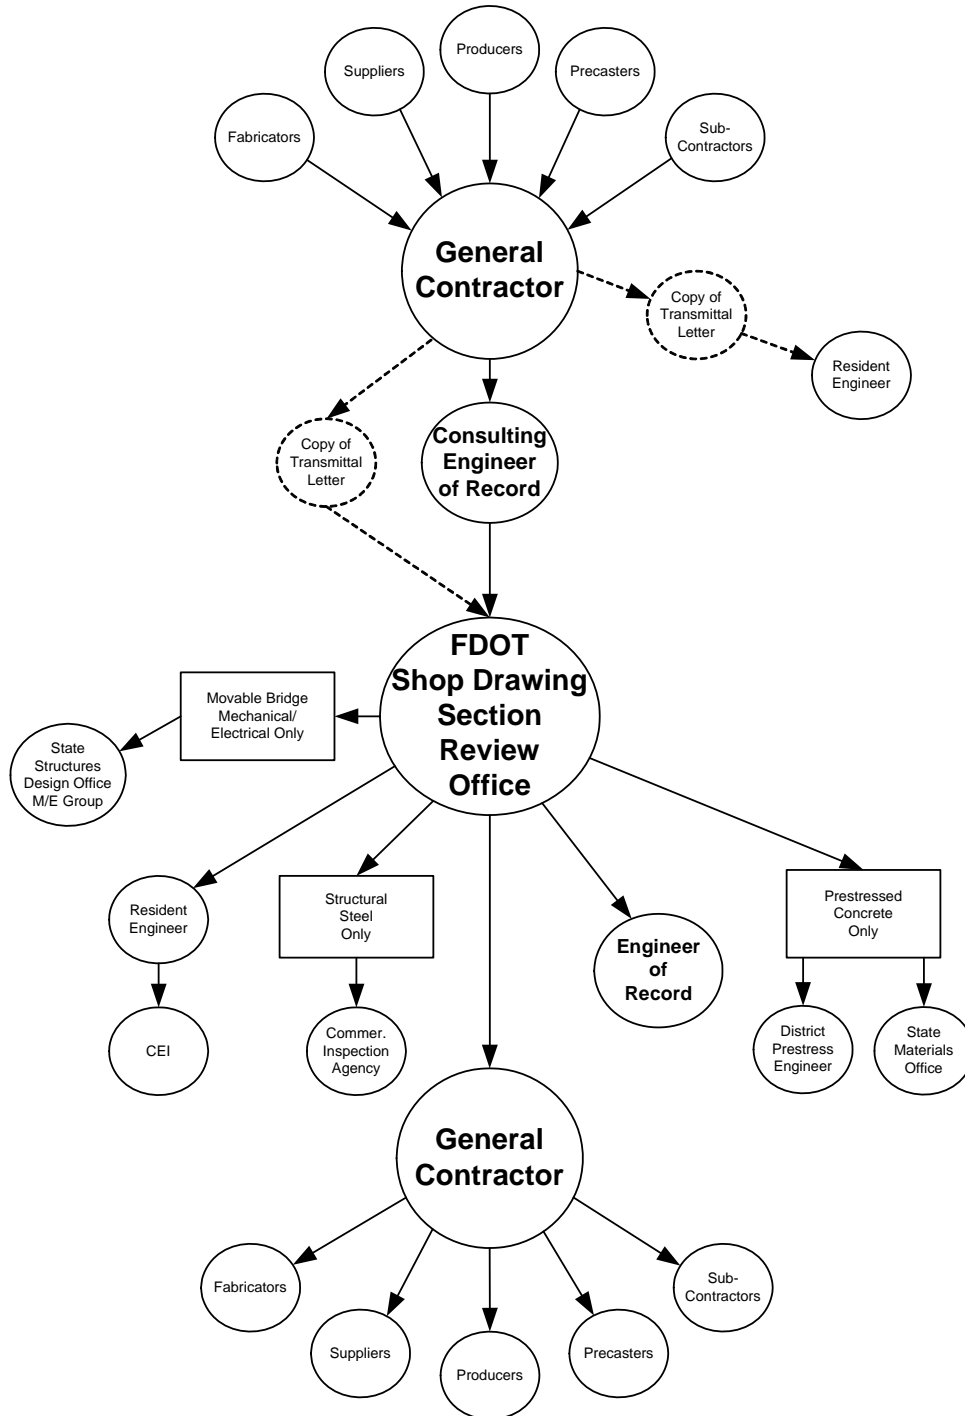 Producers
Suppliers
Precasters
Fabricators
Sub-
Contractors
General
Contractor
Copy of
Transmittal
Letter
Resident
Engineer
Copy of
Transmittal
Letter
Consulting
Engineer
of Record
FDOT
Shop Drawing
Section
Review
Office
Movable Bridge
Mechanical/
Electrical Only
State
Structures
Design Office
M/E Group
Resident
Engineer
Structural
Steel
Only
Engineer
of
Record
Prestressed
Concrete
Only
CEI
Commer.
Inspection
Agency
District
Prestress
Engineer
State
Materials
Office
General
Contractor
Fabricators
Sub-
Contractors
Suppliers
Precasters
Producers